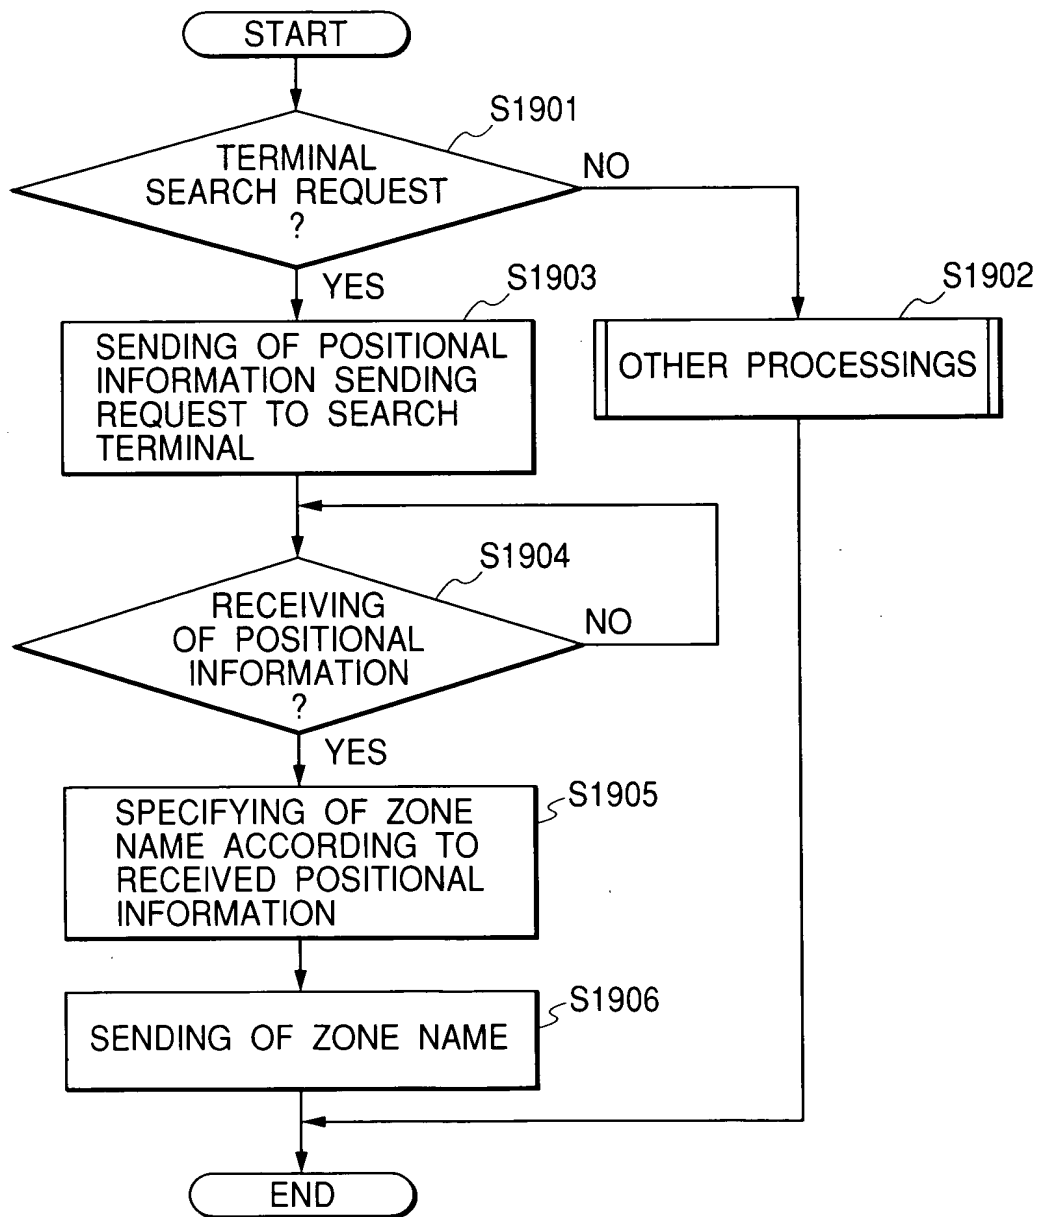 START
S1901
TERMINAL
SEARCH REQUEST
?
NO
YES
S1903
S1902
SENDING OF POSITIONAL
INFORMATION SENDING
REQUEST TO SEARCH
TERMINAL
OTHER PROCESSINGS
S1904
RECEIVING
OF POSITIONAL
INFORMATION
?
NO
YES
S1905
SPECIFYING OF ZONE
NAME ACCORDING TO
RECEIVED POSITIONAL
INFORMATION
S1906
SENDING OF ZONE NAME
END